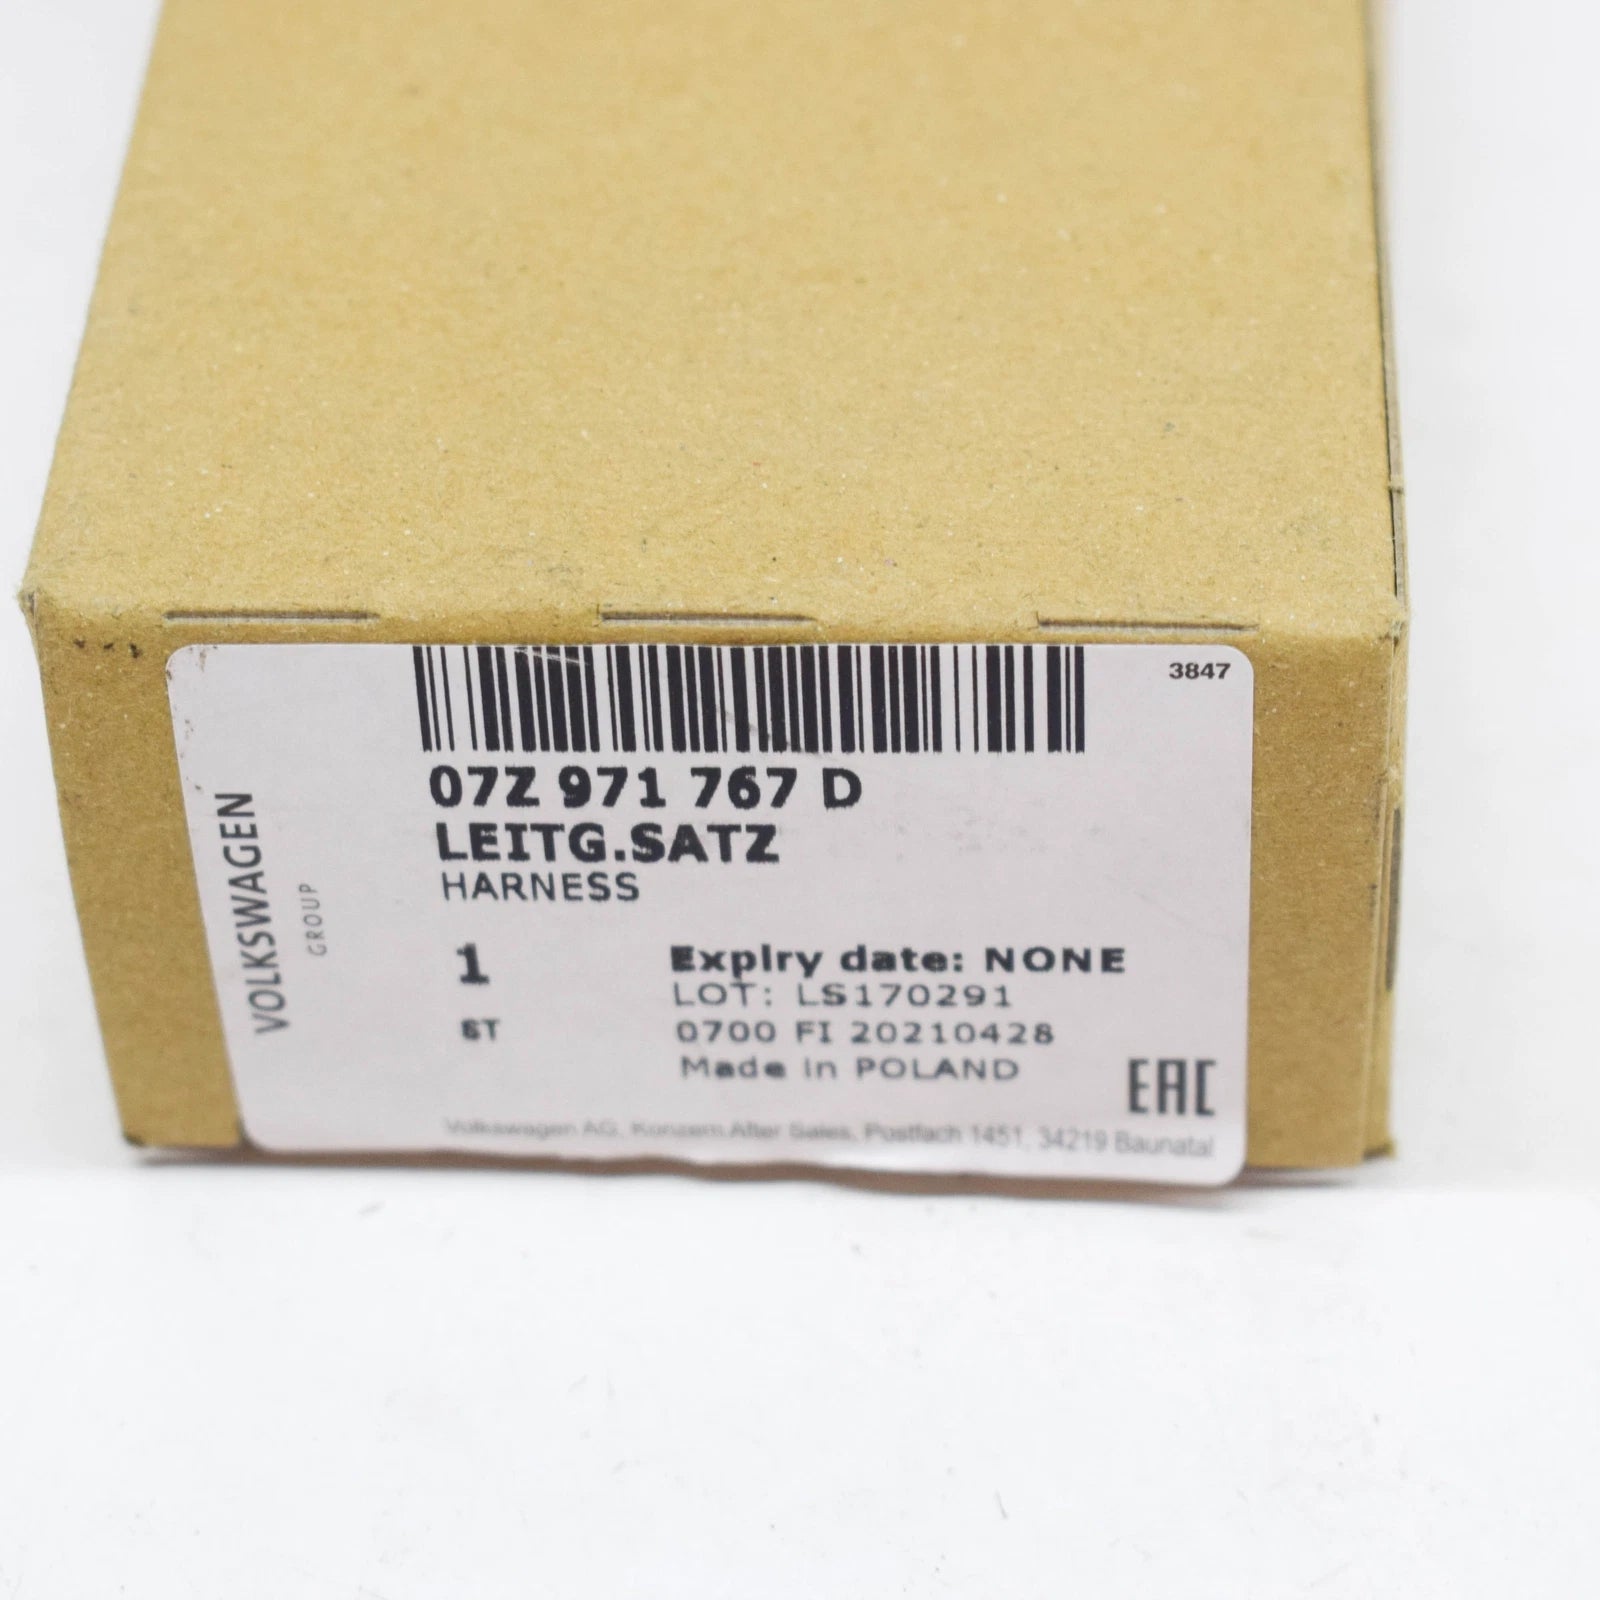 3847
07Z 971 767 D
LEITG.SATZ
HARNESS
VOLKSWAGEN
GROUP
1
ST
Expiry date: NONE
LOT: LS170291
0700 FI 20210428
Made in POLAND
EAC
Volkswagen AG, Konzern After Sales, Postfach 1451, 34219 Baunatal